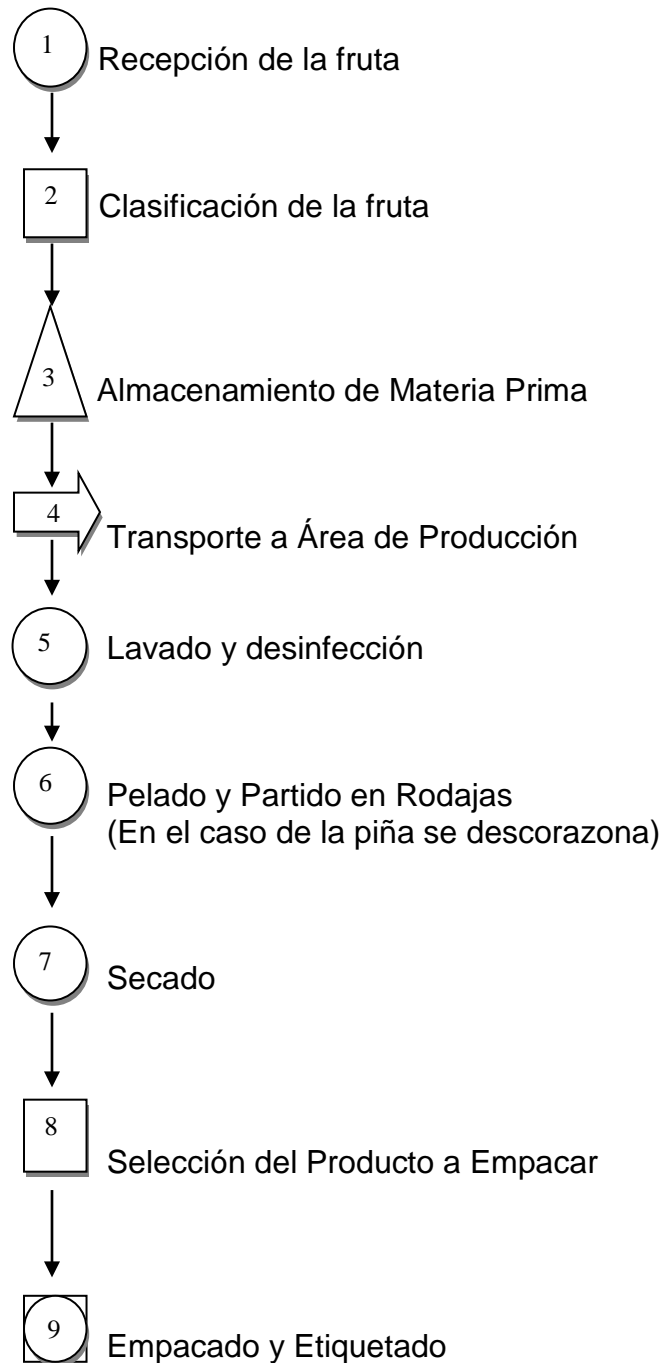 1
Recepción de la fruta
2
Clasificación de la fruta
3
Almacenamiento de Materia Prima
4
Transporte a Área de Producción
5
Lavado y desinfección
6
Pelado y Partido en Rodajas
(En el caso de la piña se descorazona)
7
Secado
8
Selección del Producto a Empacar
9
Empacado y Etiquetado